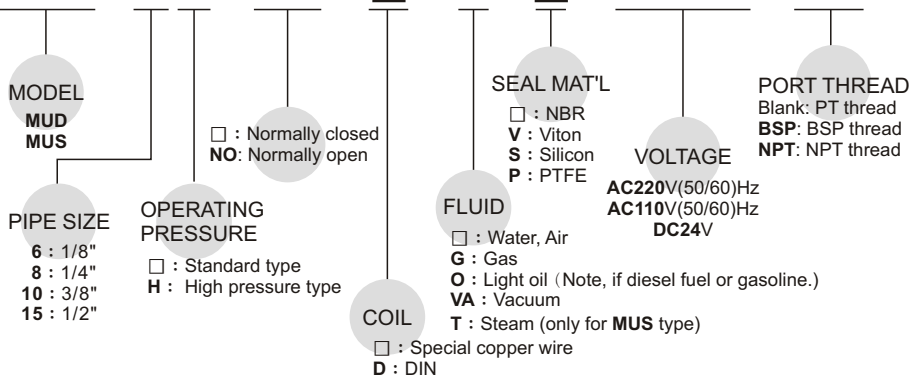 MODEL
MUD
MUS
PIPE SIZE
6 : 1/8"
8 : 1/4"
10 : 3/8"
15 : 1/2"
OPERATING
PRESSURE
□ : Standard type
H : High pressure type
□ : Normally closed
NO: Normally open
COIL
□ : Special copper wire
D : DIN
FLUID
□ : Water, Air
G : Gas
O : Light oil (Note, if diesel fuel or gasoline.)
VA : Vacuum
T : Steam (only for MUS type)
SEAL MAT'L
□ : NBR
V : Viton
S : Silicon
P : PTFE
VOLTAGE
AC220V(50/60)Hz
AC110V(50/60)Hz
DC24V
PORT THREAD
Blank: PT thread
BSP: BSP thread
NPT: NPT thread